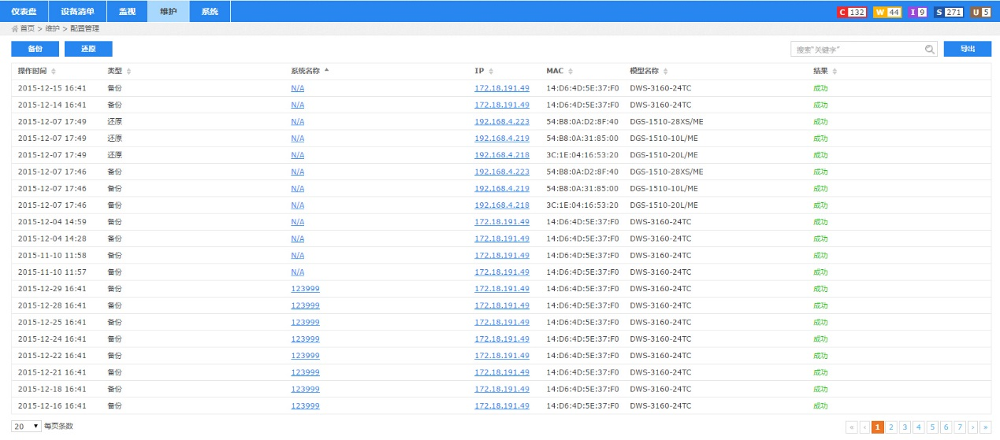 仪表盘 设备清单 监视 维护 系统 C 132 W 44 I 9 S 271 U 5
首页 > 维护 > 配置管理
备份 还原 搜索"关键字" 导出
操作时间 类型 系统名称 IP MAC 模型名称 结果
2015-12-15 16:41 备份 N/A 172.18.191.49 14:D6:4D:5E:37:F0 DWS-3160-24TC 成功
2015-12-14 16:41 备份 N/A 172.18.191.49 14:D6:4D:5E:37:F0 DWS-3160-24TC 成功
2015-12-07 17:49 还原 N/A 192.168.4.223 54:B8:0A:D2:8F:40 DGS-1510-28XS/ME 成功
2015-12-07 17:49 还原 N/A 192.168.4.219 54:B8:0A:31:85:00 DGS-1510-10L/ME 成功
2015-12-07 17:49 还原 N/A 192.168.4.218 3C:1E:04:16:53:20 DGS-1510-20L/ME 成功
2015-12-07 17:46 备份 N/A 192.168.4.223 54:B8:0A:D2:8F:40 DGS-1510-28XS/ME 成功
2015-12-07 17:46 备份 N/A 192.168.4.219 54:B8:0A:31:85:00 DGS-1510-10L/ME 成功
2015-12-07 17:46 备份 N/A 192.168.4.218 3C:1E:04:16:53:20 DGS-1510-20L/ME 成功
2015-12-04 14:59 备份 N/A 172.18.191.49 14:D6:4D:5E:37:F0 DWS-3160-24TC 成功
2015-12-04 14:28 备份 N/A 172.18.191.49 14:D6:4D:5E:37:F0 DWS-3160-24TC 成功
2015-11-10 11:58 备份 N/A 172.18.191.49 14:D6:4D:5E:37:F0 DWS-3160-24TC 成功
2015-11-10 11:57 备份 N/A 172.18.191.49 14:D6:4D:5E:37:F0 DWS-3160-24TC 成功
2015-12-29 16:41 备份 123999 172.18.191.49 14:D6:4D:5E:37:F0 DWS-3160-24TC 成功
2015-12-28 16:41 备份 123999 172.18.191.49 14:D6:4D:5E:37:F0 DWS-3160-24TC 成功
2015-12-25 16:41 备份 123999 172.18.191.49 14:D6:4D:5E:37:F0 DWS-3160-24TC 成功
2015-12-24 16:41 备份 123999 172.18.191.49 14:D6:4D:5E:37:F0 DWS-3160-24TC 成功
2015-12-22 16:41 备份 123999 172.18.191.49 14:D6:4D:5E:37:F0 DWS-3160-24TC 成功
2015-12-21 16:41 备份 123999 172.18.191.49 14:D6:4D:5E:37:F0 DWS-3160-24TC 成功
2015-12-18 16:41 备份 123999 172.18.191.49 14:D6:4D:5E:37:F0 DWS-3160-24TC 成功
2015-12-16 16:41 备份 123999 172.18.191.49 14:D6:4D:5E:37:F0 DWS-3160-24TC 成功
20 每页条数 « ‹ 1 2 3 4 5 6 7 › »